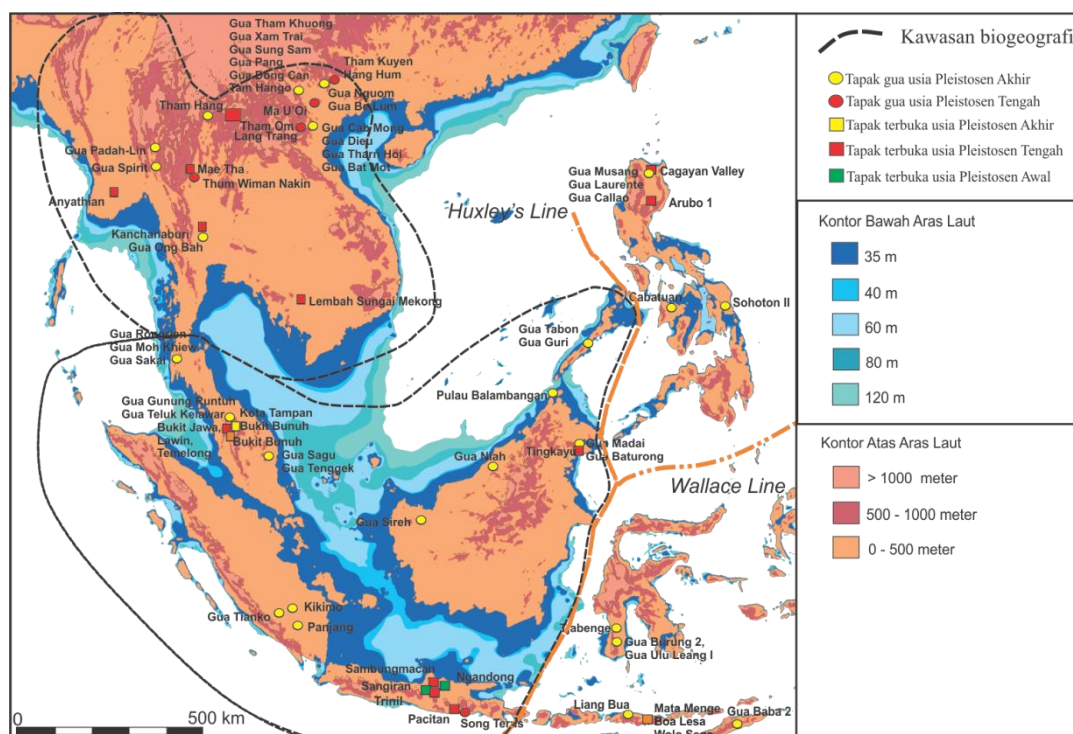 Gua Tham Khuong
Gua Xam Trai
Gua Sung Sam
Gua Pang
Gua Dong Can
Tam Hango
Tham Kuyen
Hang Hum
Gua Nguom
Gua Bo Lum
Tham Hang
Ma U'Oi
Tham Om
Lang Trang
Gua Cab Mong
Gua Dieu
Gua Tharn Hoi
Gua Bat Mot
Gua Padah-Lin
Gua Spirit
Mae Tha
Thum Wiman Nakin
Anyathian
Kanchanaburi
Gua Ong Bah
Lembah Sungai Mekong
Huxley's Line
Gua Musang
Gua Laurente
Gua Callao
Cagayan Valley
Arubo 1
Cabatuan
Sohoton II
Gua Tabon
Gua Guri
Gua Moh Khiew
Gua Sakai
Pulau Balambangan
Gua Gunung Runtuh
Gua Teluk Kelawar
Bukit Jawa,
Lawin,
Temelong
Kota Tampan
Bukit Bunuh
Bukit Bunuh
Gua Sagu
Gua Tenggek
Gua Niah
Tingkayu
Gua Madai
Gua Baturong
Wallace Line
Gua Sireh
Gua Tianko
Kikimo
Panjang
Tjabenge
Gua Burung 2,
Gua Ulu Leang I
Sambungmacan
Sangiran
Trinil
Ngandong
Pacitan
Song Terus
Liang Bua
Mata Menge
Boa Lesa
Gua Baba 2
0 500 km
Kawasan biogeografi
Tapak gua usia Pleistosen Akhir
Tapak gua usia Pleistosen Tengah
Tapak terbuka usia Pleistosen Akhir
Tapak terbuka usia Pleistosen Tengah
Tapak terbuka usia Pleistosen Awal
Kontor Bawah Aras Laut
35 m
40 m
60 m
80 m
120 m
Kontor Atas Aras Laut
> 1000 meter
500 - 1000 meter
0 - 500 meter